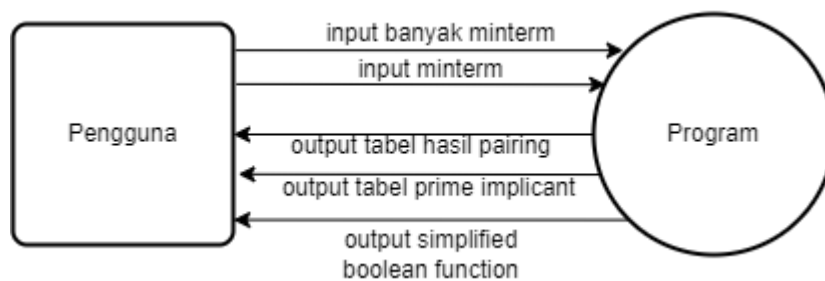 input banyak minterm
input minterm
Pengguna
Program
output tabel hasil pairing
output tabel prime implicant
output simplified
boolean function